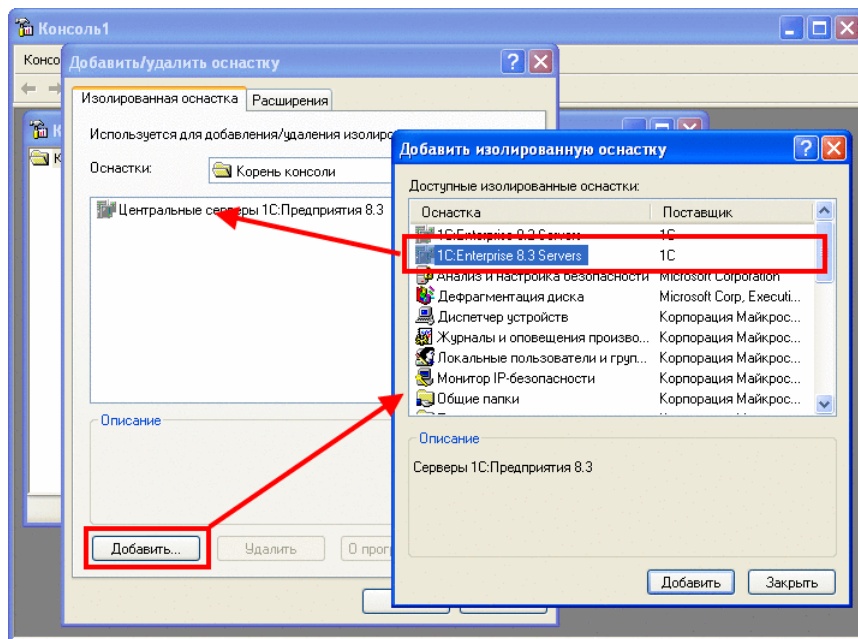 Консоль1
Консо
Добавить/удалить оснастку
Изолированная оснастка Расширения
Используется для добавления/удаления изолиро
Оснастки: Корень консоли
Центральные серверы 1С:Предприятия 8.3
Описание
Добавить... Удалить О прог
Добавить изолированную оснастку
Доступные изолированные оснастки:
Оснастка Поставщик
1C:Enterprise 8.2 Servers 1C
1C:Enterprise 8.3 Servers 1C
Анализ и настройка безопасности Microsoft Corporation
Дефрагментация диска Microsoft Corp, Executi...
Диспетчер устройств Корпорация Майкрос...
Журналы и оповещения произво... Корпорация Майкрос...
Локальные пользователи и груп... Корпорация Майкрос...
Монитор IP-безопасности Корпорация Майкрос...
Общие папки Корпорация Майкрос...
Описание
Серверы 1С:Предприятия 8.3
Добавить Закрыть